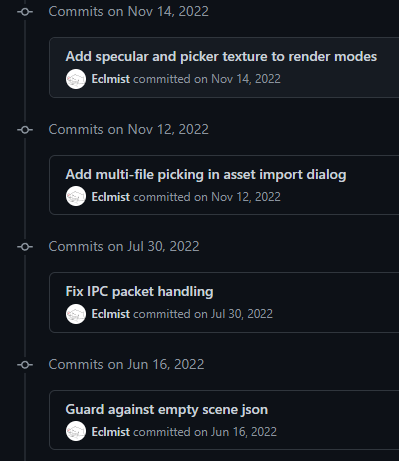 Commits on Nov 14, 2022
Add specular and picker texture to render modes
Eclmist committed on Nov 14, 2022
Commits on Nov 12, 2022
Add multi-file picking in asset import dialog
Eclmist committed on Nov 12, 2022
Commits on Jul 30, 2022
Fix IPC packet handling
Eclmist committed on Jul 30, 2022
Commits on Jun 16, 2022
Guard against empty scene json
Eclmist committed on Jun 16, 2022